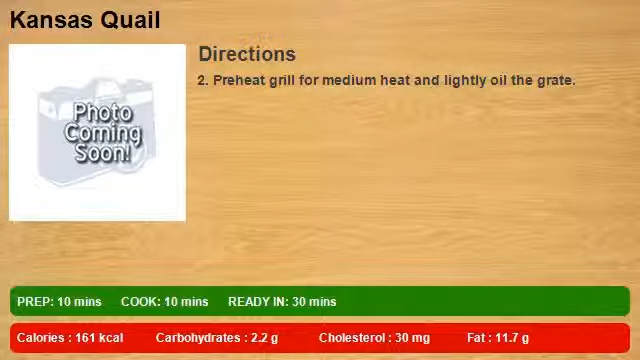 Kansas Quail
Photo
Coming
Soon!
Directions
2. Preheat grill for medium heat and lightly oil the grate.
PREP: 10 mins COOK: 10 mins READY IN: 30 mins
Calories : 161 kcal Carbohydrates : 2.2 g Cholesterol : 30 mg Fat : 11.7 g